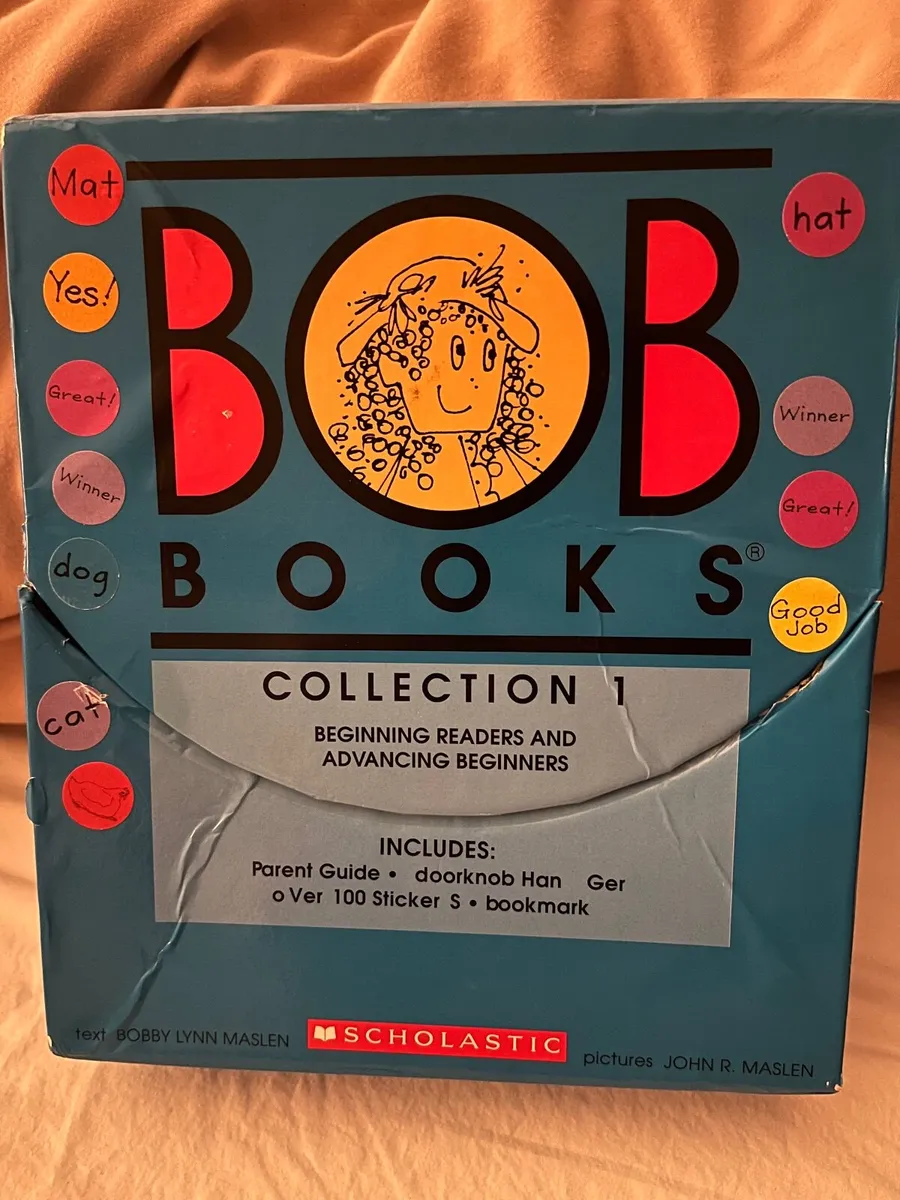 Mat
hat
Yes!
Great!
Winner
Winner
Great!
dog
Good
Job
cat
BOB
BOOKS®
COLLECTION 1
BEGINNING READERS AND
ADVANCING BEGINNERS
INCLUDES:
Parent Guide • doorknob Han Ger
o Ver 100 Sticker S • bookmark
text BOBBY LYNN MASLEN
SCHOLASTIC
pictures JOHN R. MASLEN